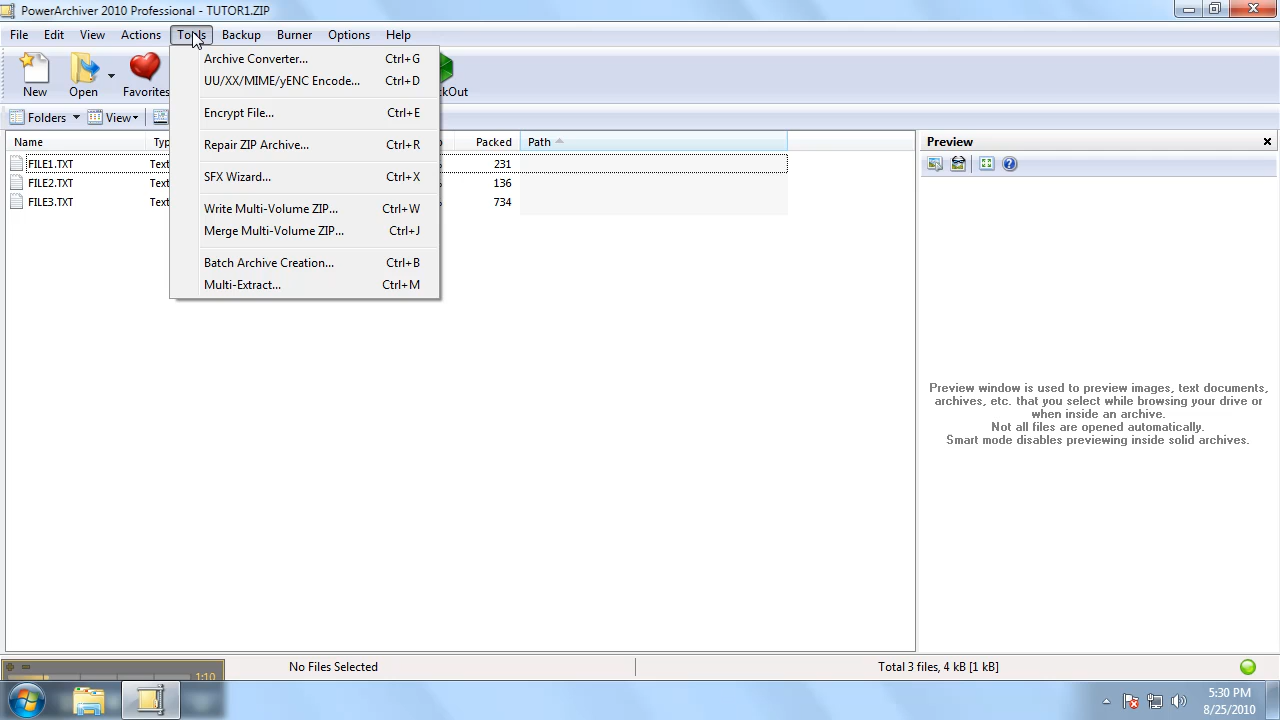 PowerArchiver 2010 Professional - TUTOR1.ZIP
File Edit View Actions Tools Backup Burner Options Help
Archive Converter... Ctrl+G
UU/XX/MIME/yENC Encode... Ctrl+D
Encrypt File... Ctrl+E
Repair ZIP Archive... Ctrl+R
SFX Wizard... Ctrl+X
Write Multi-Volume ZIP... Ctrl+W
Merge Multi-Volume ZIP... Ctrl+J
Batch Archive Creation... Ctrl+B
Multi-Extract... Ctrl+M
New Open Favorites kOut
Folders View
Name Typ Packed Path
FILE1.TXT Text 231
FILE2.TXT Text 136
FILE3.TXT Text 734
Preview
Preview window is used to preview images, text documents,
archives, etc. that you select while browsing your drive or
when inside an archive.
Not all files are opened automatically.
Smart mode disables previewing inside solid archives.
1:10
No Files Selected
Total 3 files, 4 kB [1 kB]
5:30 PM
8/25/2010